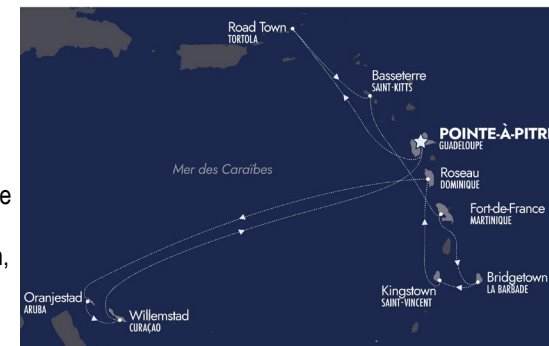 Road Town
TORTOLA
Basseterre
SAINT-KITTS
POINTE-À-PITRE
GUADELOUPE
Mer des Caraïbes
Roseau
DOMINIQUE
Fort-de-France
MARTINIQUE
Bridgetown
LA BARBADE
Kingstown
SAINT-VINCENT
Oranjestad
ARUBA
Willemstad
CURAÇAO